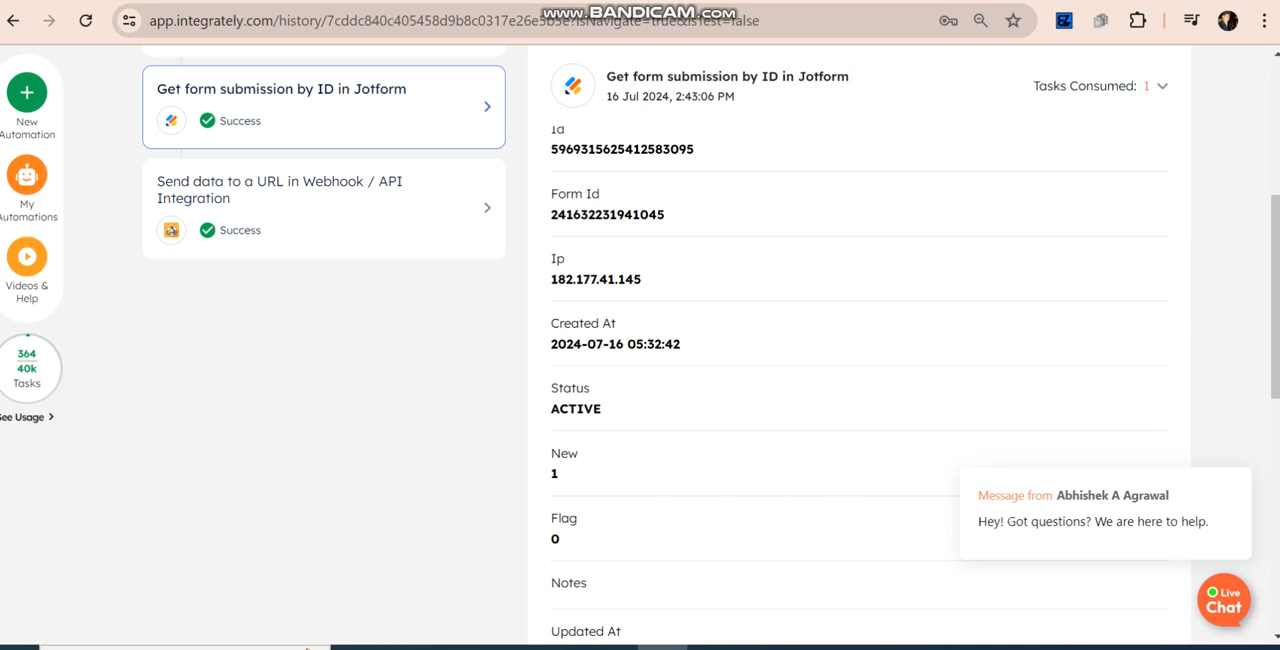 app.integrately.com/history/7cddc840c405458d9b8c0317e26e5b5e?isNavigate=true&isTest=false
www.BANDICAM.com
New
Automation
My
Automations
Videos &
Help
364
40k
Tasks
See Usage >
Get form submission by ID in Jotform
Success
Send data to a URL in Webhook / API
Integration
Success
Get form submission by ID in Jotform
16 Jul 2024, 2:43:06 PM
Tasks Consumed: 1
Id
5969315625412583095
Form Id
241632231941045
Ip
182.177.41.145
Created At
2024-07-16 05:32:42
Status
ACTIVE
New
1
Flag
0
Notes
Updated At
Message from Abhishek A Agrawal
Hey! Got questions? We are here to help.
Live
Chat